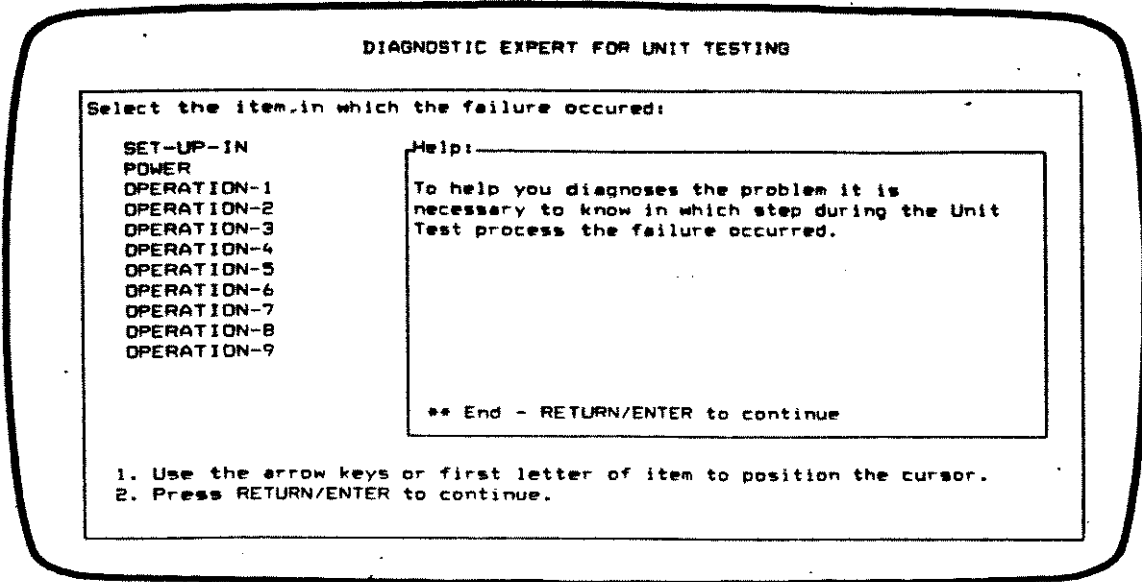 DIAGNOSTIC EXPERT FOR UNIT TESTING
Select the item in which the failure occured:
SET-UP-IN
POWER
OPERATION-1
OPERATION-2
OPERATION-3
OPERATION-4
OPERATION-5
OPERATION-6
OPERATION-7
OPERATION-8
OPERATION-9
Help:
To help you diagnoses the problem it is
necessary to know in which step during the Unit
Test process the failure occurred.
** End - RETURN/ENTER to continue
1. Use the arrow keys or first letter of item to position the cursor.
2. Press RETURN/ENTER to continue.